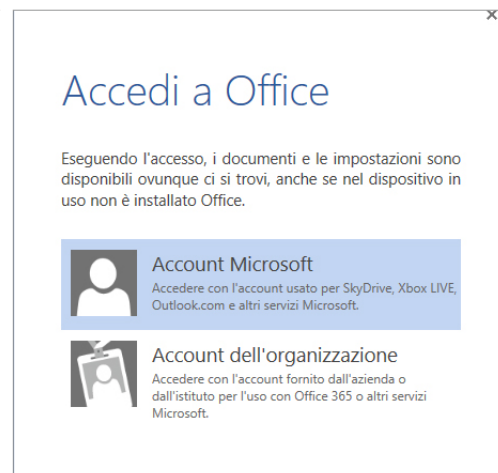 Accedi a Office
Eseguendo l'accesso, i documenti e le impostazioni sono
disponibili ovunque ci si trovi, anche se nel dispositivo in
uso non è installato Office.
Account Microsoft
Accedere con l'account usato per SkyDrive, Xbox LIVE,
Outlook.com e altri servizi Microsoft.
Account dell'organizzazione
Accedere con l'account fornito dall'azienda o
dall'istituto per l'uso con Office 365 o altri servizi
Microsoft.